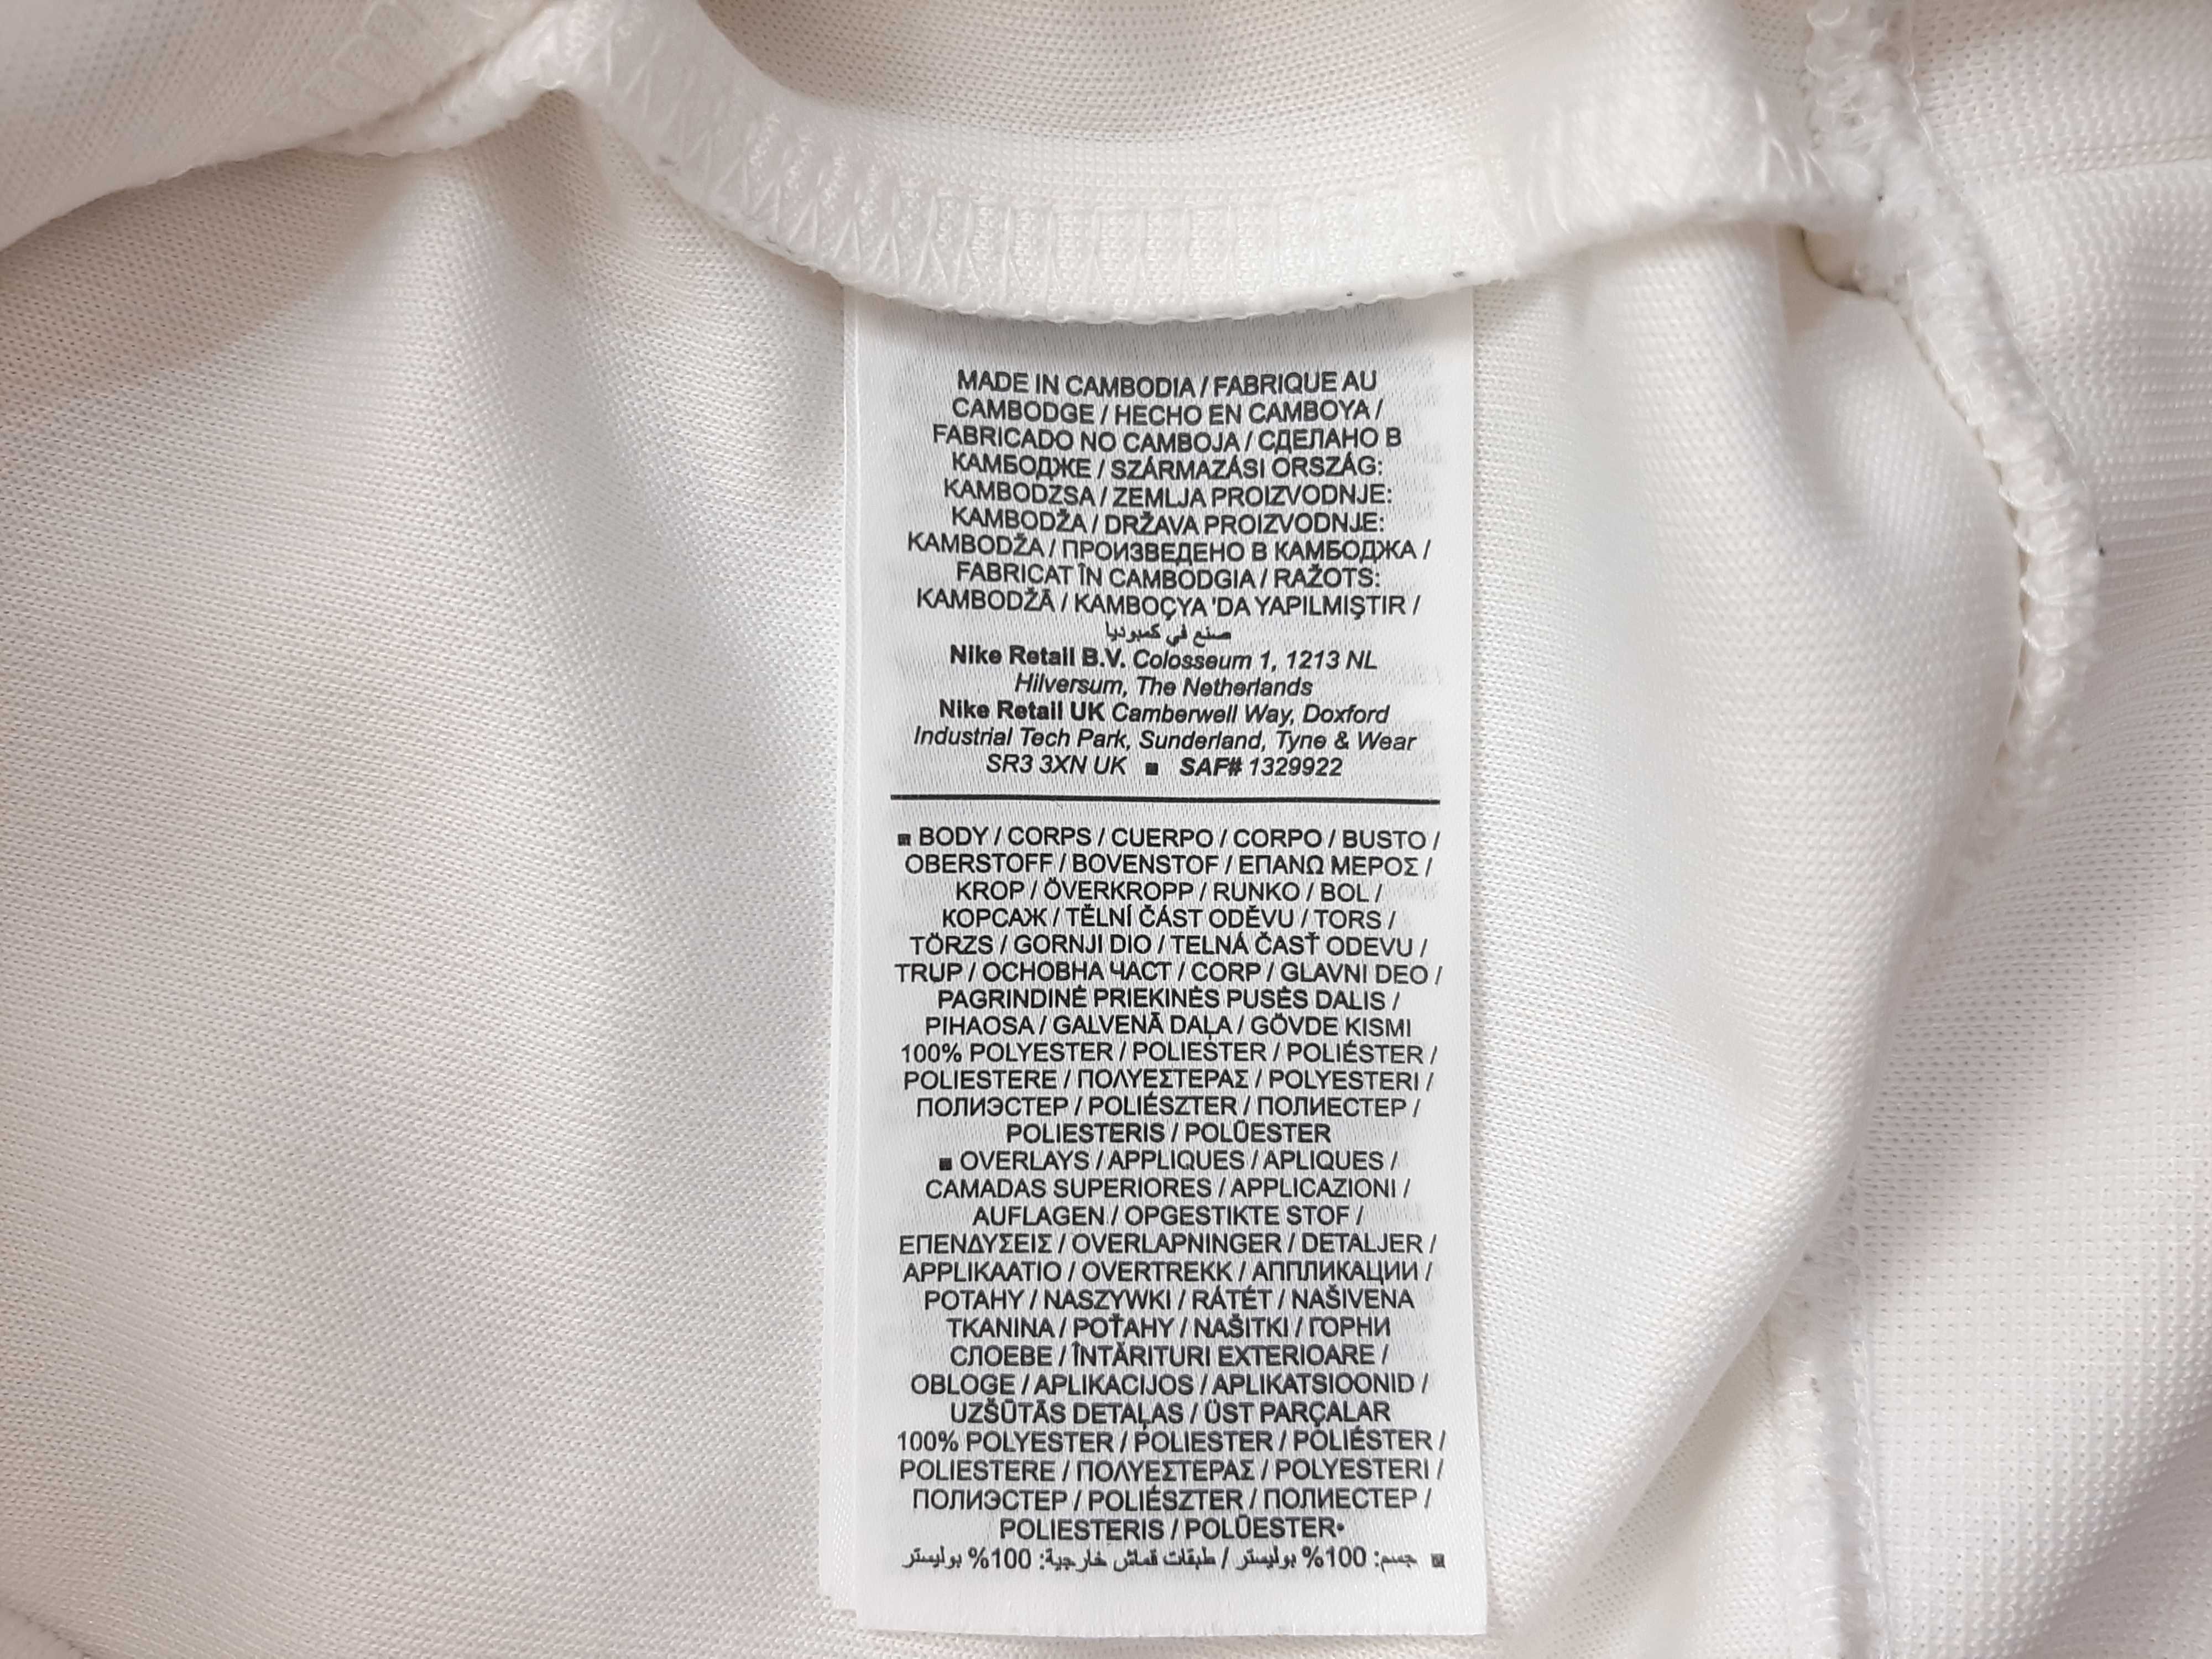 MADE IN CAMBODIA / FABRIQUE AU
CAMBODGE / HECHO EN CAMBOYA /
FABRICADO NO CAMBOJA / СДЕЛАНО В
КАМБОДЖЕ / SZÁRMAZÁSI ORSZÁG:
KAMBODZSA / ZEMLJA PROIZVODNJE:
KAMBODŽA / DRŽAVA PROIZVODNJE:
KAMBODŽA / ПРОИЗВЕДЕНО В КАМБОДЖА /
FABRICAT ÎN CAMBODGIA / RAŽOTS:
KAMBODŽĀ / KAMBOÇYA 'DA YAPILMIŞTIR /
صنع في كمبوديا
Nike Retail B.V. Colosseum 1, 1213 NL
Hilversum, The Netherlands
Nike Retail UK Camberwell Way, Doxford
Industrial Tech Park, Sunderland, Tyne & Wear
SR3 3XN UK ■ SAF# 1329922
■ BODY / CORPS / CUERPO / CORPO / BUSTO /
OBERSTOFF / BOVENSTOF / ΕΠΑΝΩ ΜΕΡΟΣ /
KROP / ÖVERKROPP / RUNKO / BOL /
КОРСАЖ / TĚLNÍ ČÁST ODĚVU / TORS /
TÖRZS / GORNJI DIO / TELNÁ ČASŤ ODEVU /
TRUP / ОСНОВНА ЧАСТ / CORP / GLAVNI DEO /
PAGRINDINĖ PRIEKINĖS PUSĖS DALIS /
PIHAOSA / GALVENĀ DAĻA / GÖVDE KISMI
100% POLYESTER / POLIESTER / POLIÉSTER /
POLIESTERE / ΠΟΛΥΕΣΤΕΡΑΣ / POLYESTERI /
ПОЛИЭСТЕР / POLIÉSZTER / ПОЛИЕСТЕР /
POLIESTERIS / POLÜESTER
■ OVERLAYS / APPLIQUES / APLIQUES /
CAMADAS SUPERIORES / APPLICAZIONI /
AUFLAGEN / OPGESTIKTE STOF /
ΕΠΕΝΔΥΣΕΙΣ / OVERLAPNINGER / DETALJER /
APPLIKAATIO / OVERTREKK / АППЛИКАЦИИ /
POTAHY / NASZYWKI / RÁTÉT / NAŠIVENA
TKANINA / POŤAHY / NAŠITKI / ГОРНИ
СЛОЕВЕ / ÎNTĂRITURI EXTERIOARE /
OBLOGE / APLIKACIJOS / APLIKATSIOONID /
UZŠŪTĀS DETAĻAS / ÜST PARÇALAR
100% POLYESTER / POLIESTER / POLIÉSTER /
POLIESTERE / ΠΟΛΥΕΣΤΕΡΑΣ / POLYESTERI /
ПОЛИЭСТЕР / POLIÉSZTER / ПОЛИЕСТЕР /
POLIESTERIS / POLÜESTER•
■ جسم: 100% بوليستر / طبقات قماش خارجية: 100% بوليستر